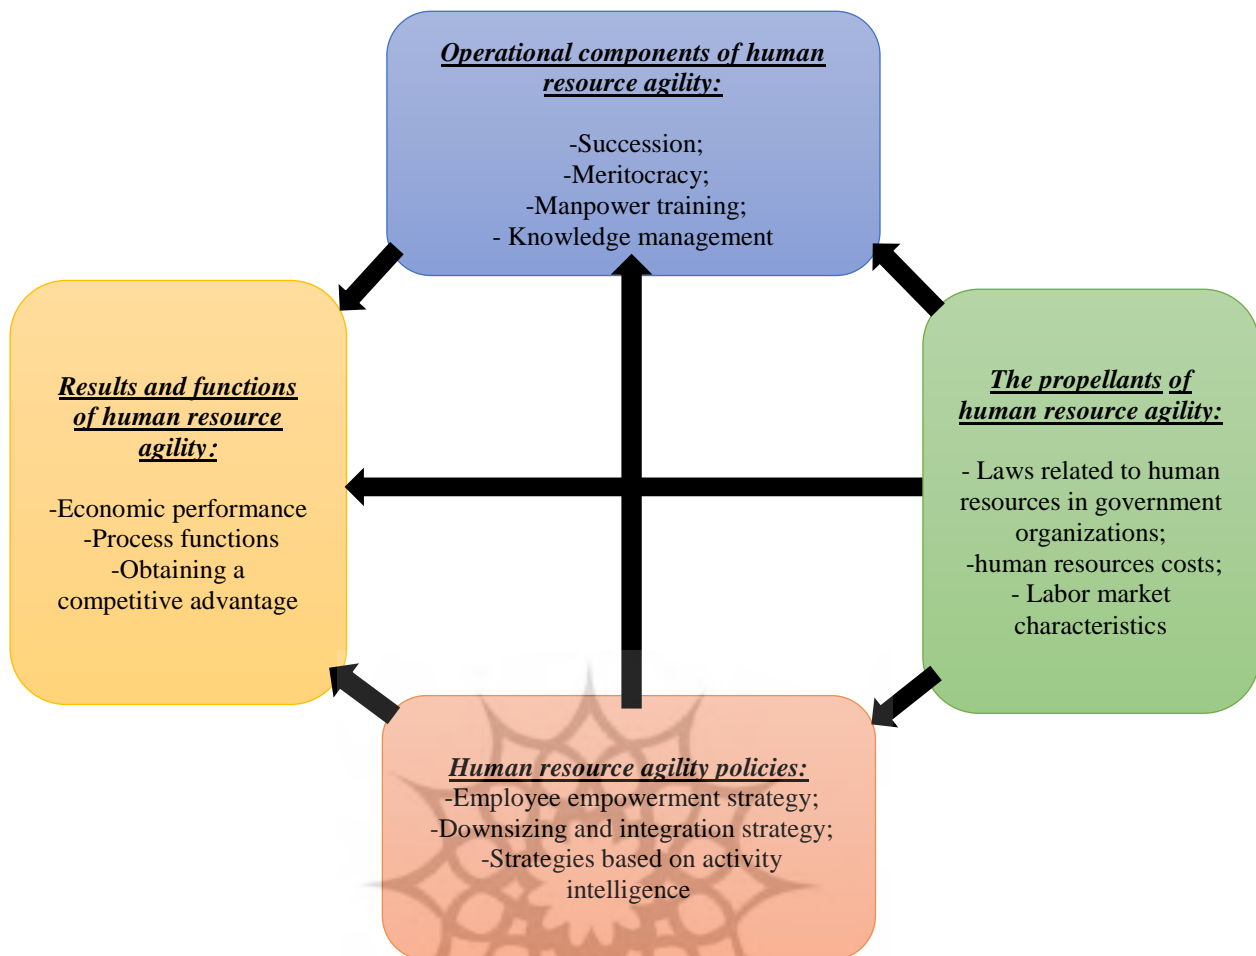 Operational components of human
resource agility:
-Succession;
-Meritocracy;
-Manpower training;
- Knowledge management
Results and functions
of human resource
agility:
-Economic performance
-Process functions
-Obtaining a
competitive advantage
The propellants of
human resource agility:
- Laws related to human
resources in government
organizations;
-human resources costs;
- Labor market
characteristics
Human resource agility policies:
-Employee empowerment strategy;
-Downsizing and integration strategy;
-Strategies based on activity
intelligence